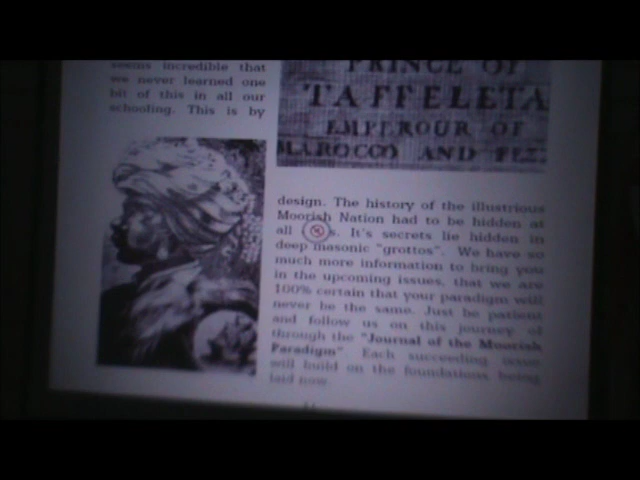 seems incredible that
we never learned one
bit of this in all our
schooling. This is by
PRINCE OF
TAFFELETA
EMPEROUR OF
MAROCCO AND FEZ
design. The history of the illustrious
Moorish Nation had to be hidden at
all s. It's secrets lie hidden in
deep masonic "grottos". We have so
much more information to bring you
in the upcoming issues, that we are
100% certain that your paradigm will
never be the same. Just be patient
and follow us on this journey of
through the "Journal of the Moorish
Paradigm". Each succeeding issue
will build on the foundations being
laid now.